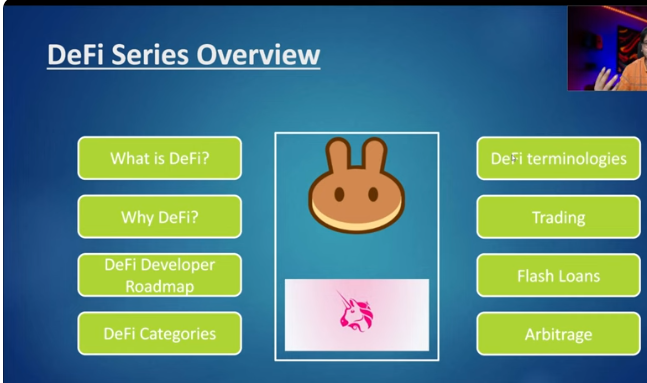 DeFi Series Overview
What is DeFi?
Why DeFi?
DeFi Developer
Roadmap
DeFi Categories
DeFi terminologies
Trading
Flash Loans
Arbitrage